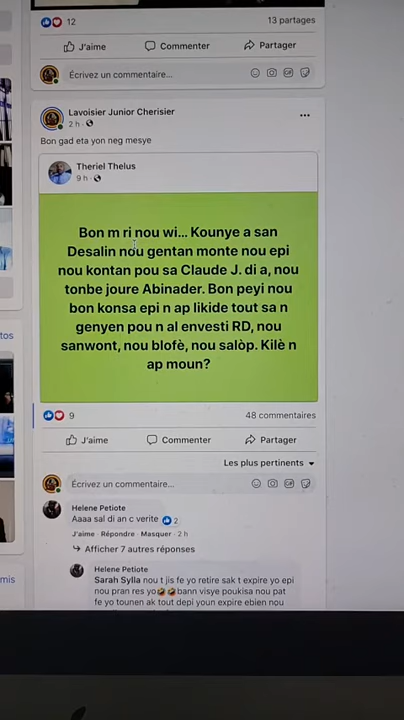 12
13 partages
J'aime
Commenter
Partager
Écrivez un commentaire...
Lavoisier Junior Cherisier
2 h ·
Bon gad eta yon neg mesye
Theriel Thelus
9 h ·
Bon m ri nou wi... Kounye a san
Desalin nou gentan monte nou epi
nou kontan pou sa Claude J. di a, nou
tonbe joure Abinader. Bon peyi nou
bon konsa epi n ap likide tout sa n
genyen pou n al envesti RD, nou
sanwont, nou blofè, nou salòp. Kilè n
ap moun?
9
48 commentaires
J'aime
Commenter
Partager
Les plus pertinents
Écrivez un commentaire...
Helene Petiote
Aaaa sal di an c verite
2
J'aime · Répondre · Masquer · 2 h
Afficher 7 autres réponses
Helene Petiote
Sarah Sylla nou t jis fe yo retire sak t expire yo epi
nou pran res yo🤣🤣bann visye poukisa nou pat
fe yo tounen ak tout depi youn expire ebien nou
tos
mis